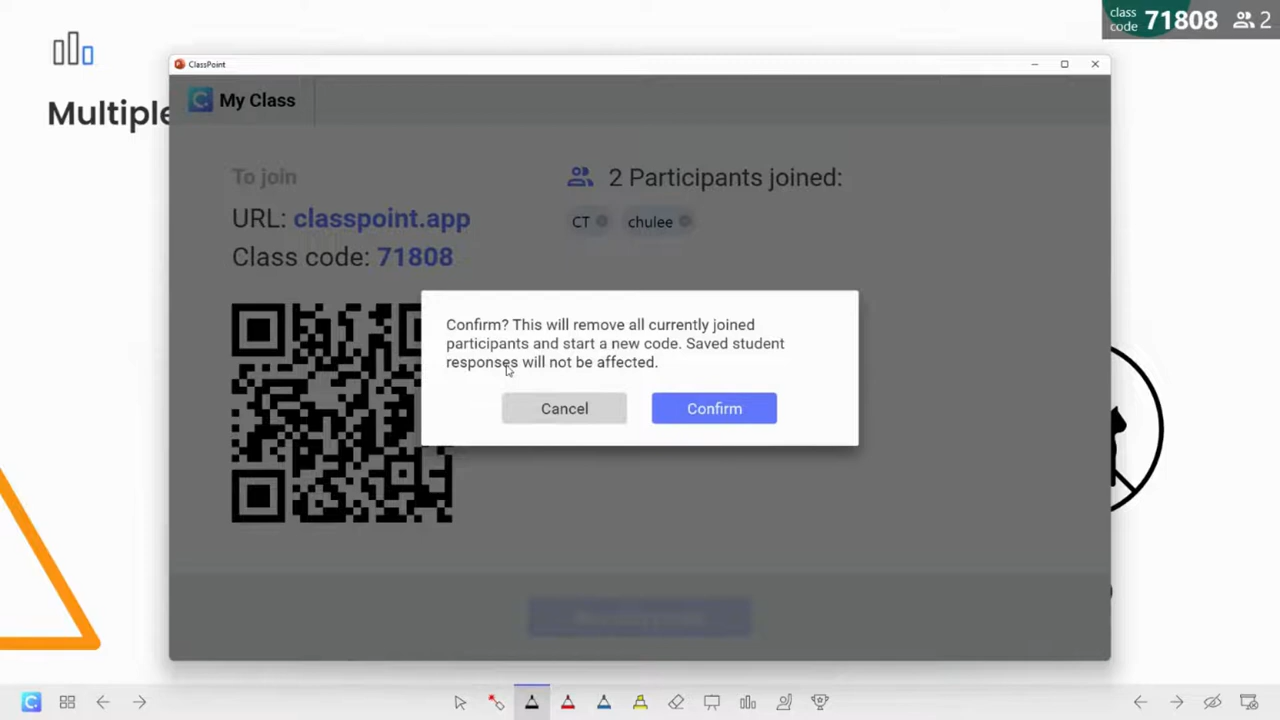 class
code 71808 2
ClassPoint
Multiple
My Class
To join
2 Participants joined:
URL: classpoint.app
CT chulee
Class code: 71808
Confirm? This will remove all currently joined
participants and start a new code. Saved student
responses will not be affected.
Cancel Confirm